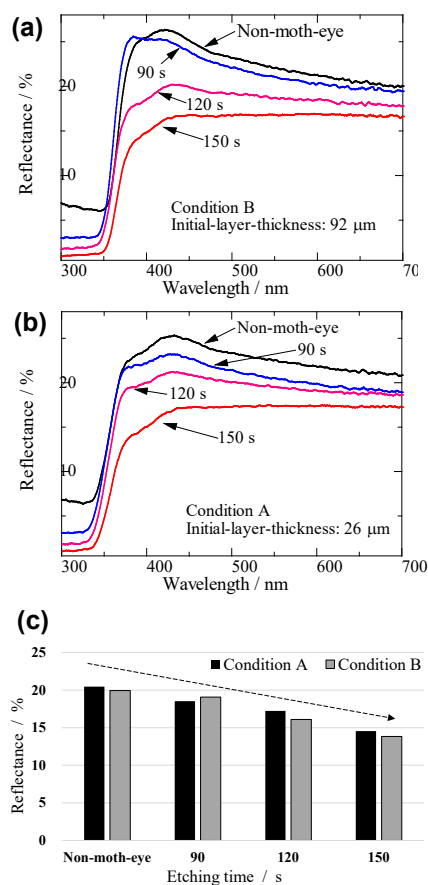 (a)
Non-moth-eye
90 s
120 s
150 s
20
10
Reflectance / %
Condition B
Initial-layer-thickness: 92 μm
300 400 500 600 70
Wavelength / nm
(b)
Non-moth-eye
90 s
120 s
150 s
20
10
Reflectance / %
Condition A
Initial-layer-thickness: 26 μm
300 400 500 600 700
Wavelength / nm
(c)
25
20
15
10
5
0
Reflectance / %
Condition A Condition B
Non-moth-eye 90 120 150
Etching time / s